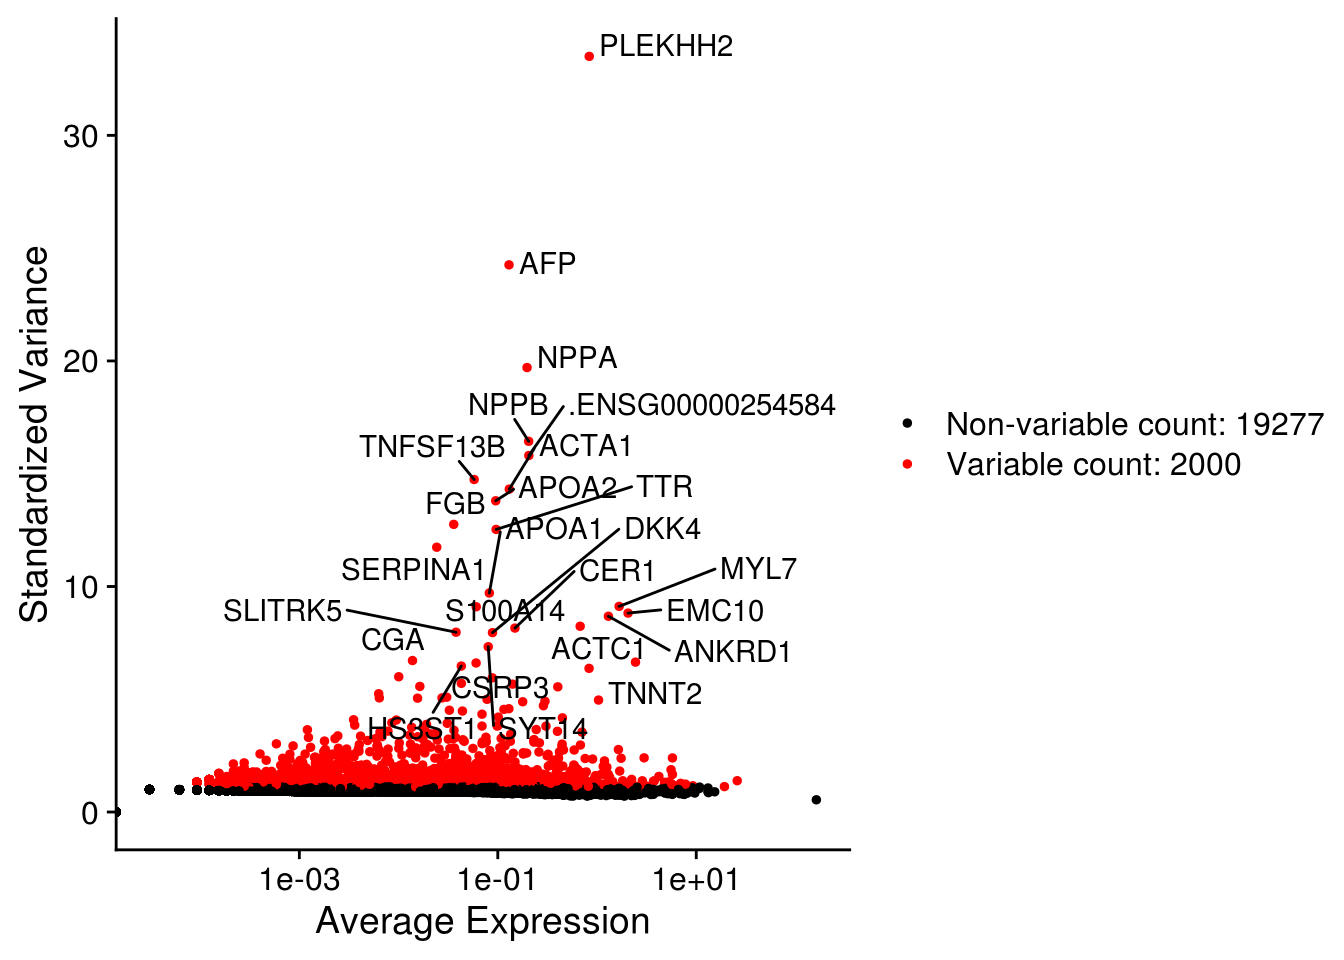 PLEKHH2
30
AFP
20
NPPA
NPPB
.ENSG00000254584
TNFSF13B
ACTA1
FGB
APOA2
TTR
APOA1
DKK4
SERPINA1
CER1
MYL7
10
SLITRK5
S100A14
EMC10
CGA
ACTC1
ANKRD1
CSRP3
TNNT2
HS3ST1
SYT14
0
Standardized Variance
1e-03
1e-01
1e+01
Average Expression
Non-variable count: 19277
Variable count: 2000